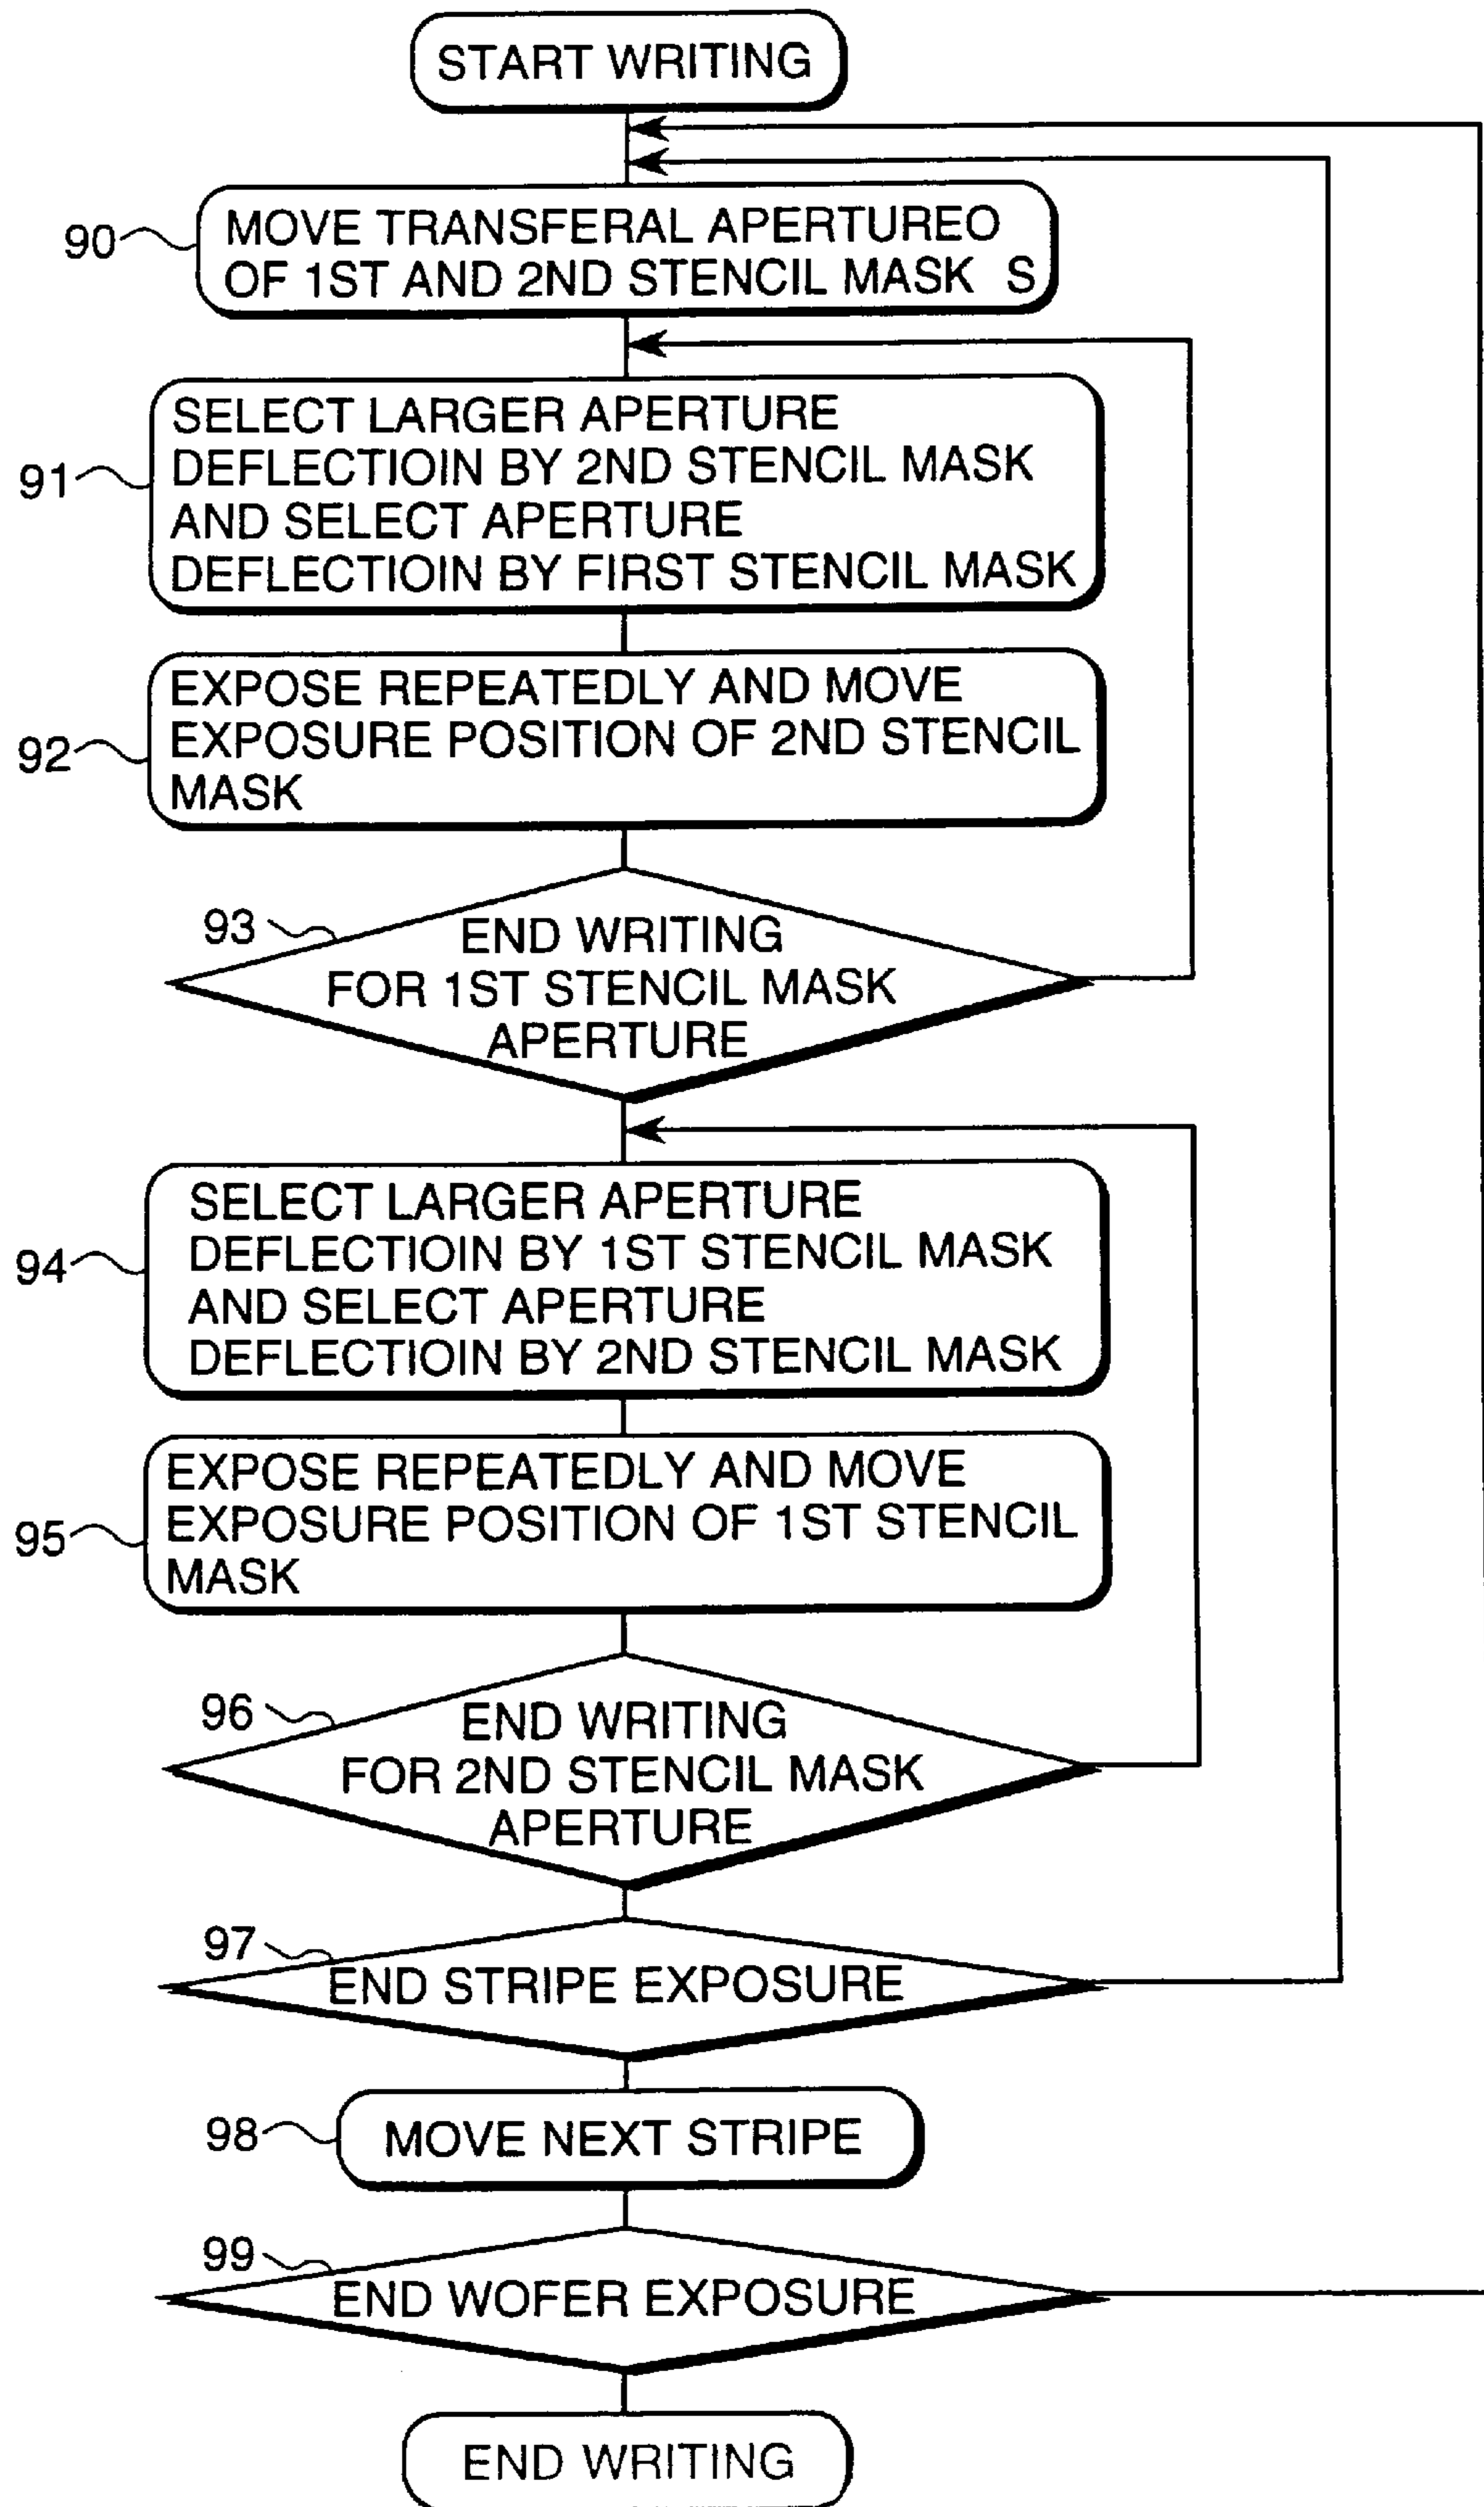 START WRITING
90
MOVE TRANSFERAL APERTUREO
OF 1ST AND 2ND STENCIL MASK S
91
SELECT LARGER APERTURE
DEFLECTIOIN BY 2ND STENCIL MASK
AND SELECT APERTURE
DEFLECTIOIN BY FIRST STENCIL MASK
92
EXPOSE REPEATEDLY AND MOVE
EXPOSURE POSITION OF 2ND STENCIL
MASK
93
END WRITING
FOR 1ST STENCIL MASK
APERTURE
94
SELECT LARGER APERTURE
DEFLECTIOIN BY 1ST STENCIL MASK
AND SELECT APERTURE
DEFLECTIOIN BY 2ND STENCIL MASK
95
EXPOSE REPEATEDLY AND MOVE
EXPOSURE POSITION OF 1ST STENCIL
MASK
96
END WRITING
FOR 2ND STENCIL MASK
APERTURE
97
END STRIPE EXPOSURE
98
MOVE NEXT STRIPE
99
END WOFER EXPOSURE
END WRITING